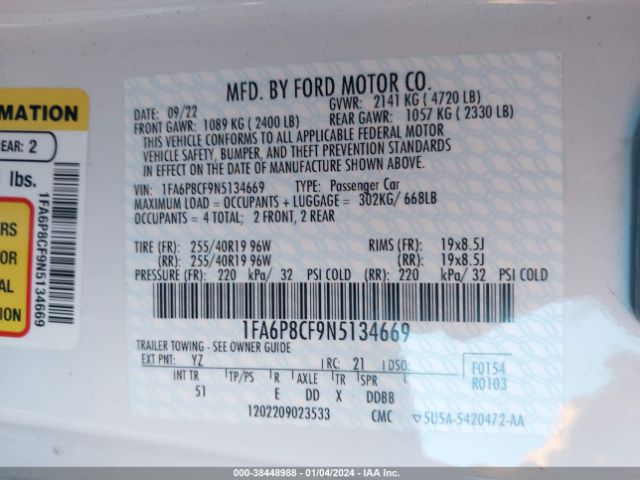 RMATION
REAR: 2
lbs.
1FA6P8CF9N5134669
MFD. BY FORD MOTOR CO.
DATE: 09/22 GVWR: 2141 KG ( 4720 LB)
FRONT GAWR: 1089 KG ( 2400 LB) REAR GAWR: 1057 KG ( 2330 LB)
THIS VEHICLE CONFORMS TO ALL APPLICABLE FEDERAL MOTOR
VEHICLE SAFETY, BUMPER, AND THEFT PREVENTION STANDARDS
IN EFFECT ON THE DATE OF MANUFACTURE SHOWN ABOVE.
VIN: 1FA6P8CF9N5134669 TYPE: Passenger Car
MAXIMUM LOAD = OCCUPANTS + LUGGAGE = 302KG/ 668LB
OCCUPANTS = 4 TOTAL; 2 FRONT, 2 REAR
TIRE (FR): 255/40R19 96W RIMS (FR): 19x8.5J
(RR): 255/40R19 96W (RR): 19x8.5J
PRESSURE (FR): 220 kPa/ 32 PSI COLD (RR): 220 kPa/ 32 PSI COLD
1FA6P8CF9N5134669
TRAILER TOWING - SEE OWNER GUIDE
EXT PNT: YZ RC: 21 DSO: F0154
R0103
INT TR TP/PS R AXLE TR SPR
51 E DD X DDBB
1202209023533 CMC 5U5A-5420472-AA
000-38448988 - 01/04/2024 - IAA Inc.